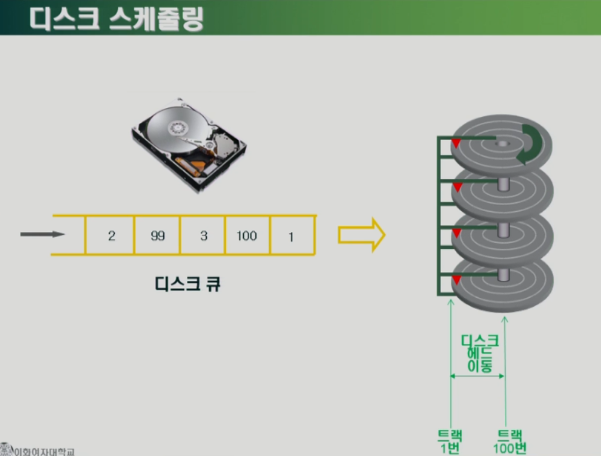 디스크 스케줄링
2 99 3 100 1
디스크 큐
디스크
헤드
이동
트랙
1번
트랙
100번
이화여자대학교